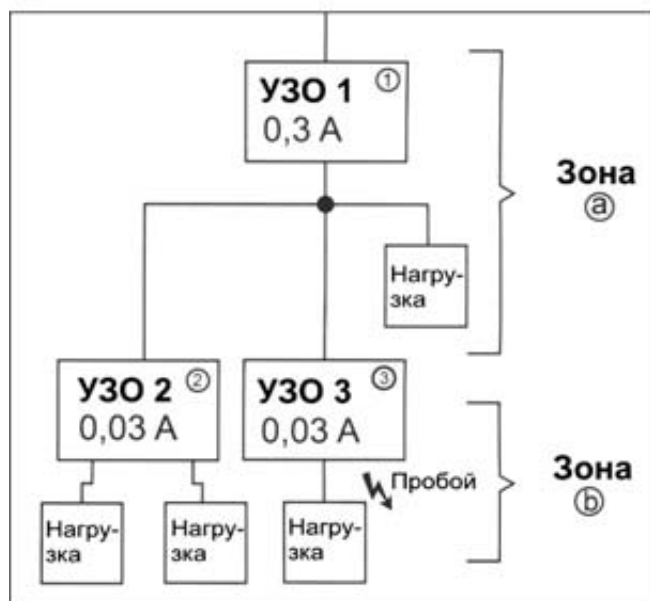 УЗО 1 ①
0,3 А
Зона
ⓐ
Нагру-
зка
УЗО 2 ②
0,03 А
УЗО 3 ③
0,03 А
Пробой
Зона
ⓑ
Нагру-
зка
Нагру-
зка
Нагру-
зка